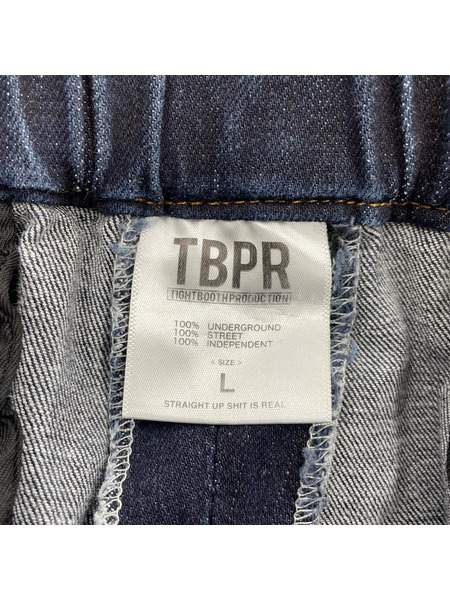 TBPR
TIGHTBOOTHPRODUCTION
100% UNDERGROUND
100% STREET
100% INDEPENDENT
< SIZE >
L
STRAIGHT UP SHIT IS REAL